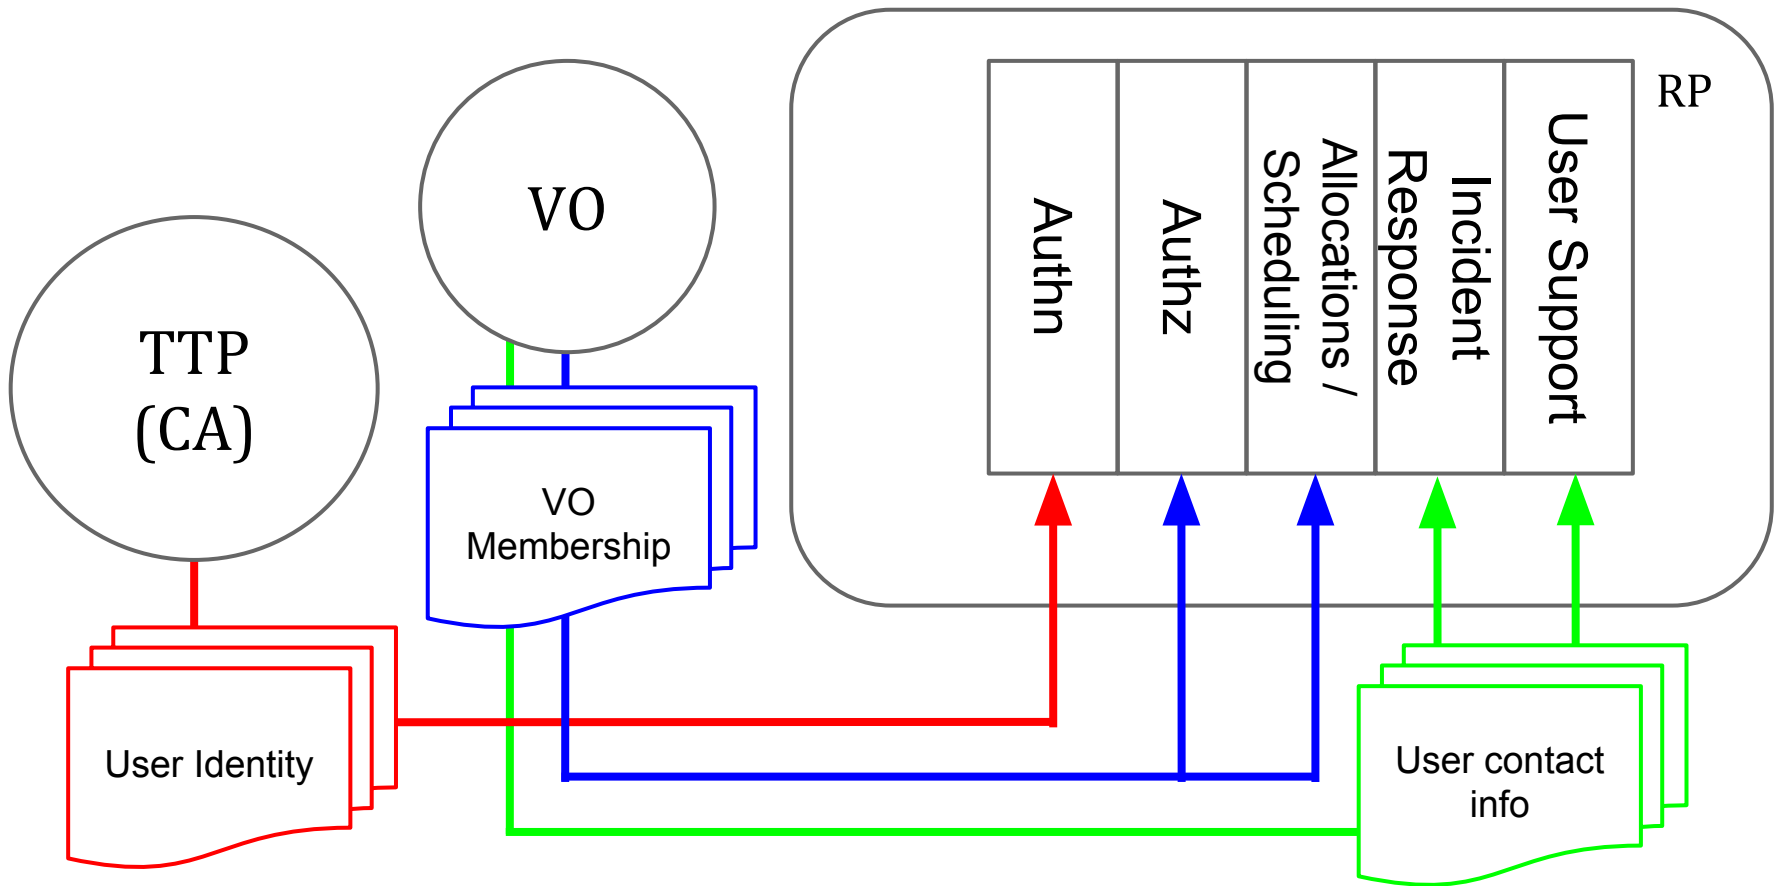 RP
VO
TTP
(CA)
Authn
Authz
Allocations /
Scheduling
Incident
Response
User Support
VO
Membership
User Identity
User contact
info